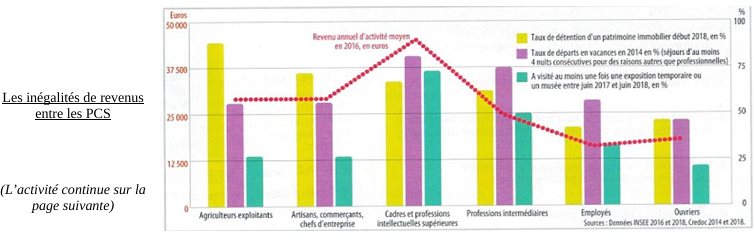 Les inégalités de revenus
entre les PCS
(L’activité continue sur la
page suivante)
Euros
50 000
37 500
25 000
12 500
0
Revenu annuel d'activité moyen
en 2016, en euros
Taux de détention d'un patrimoine immobilier début 2018, en %
Taux de départs en vacances en 2014 en % (séjours d'au moins
4 nuits consécutives pour des raisons autres que professionnelles)
A visité au moins une fois une exposition temporaire ou
un musée entre juin 2017 et juin 2018, en %
%
100
75
50
25
0
Agriculteurs exploitants
Artisans, commerçants,
chefs d'entreprise
Cadres et professions
intellectuelles supérieures
Professions intermédiaires
Employés
Ouvriers
Sources : Données INSEE 2016 et 2018, Credoc 2014 et 2018.